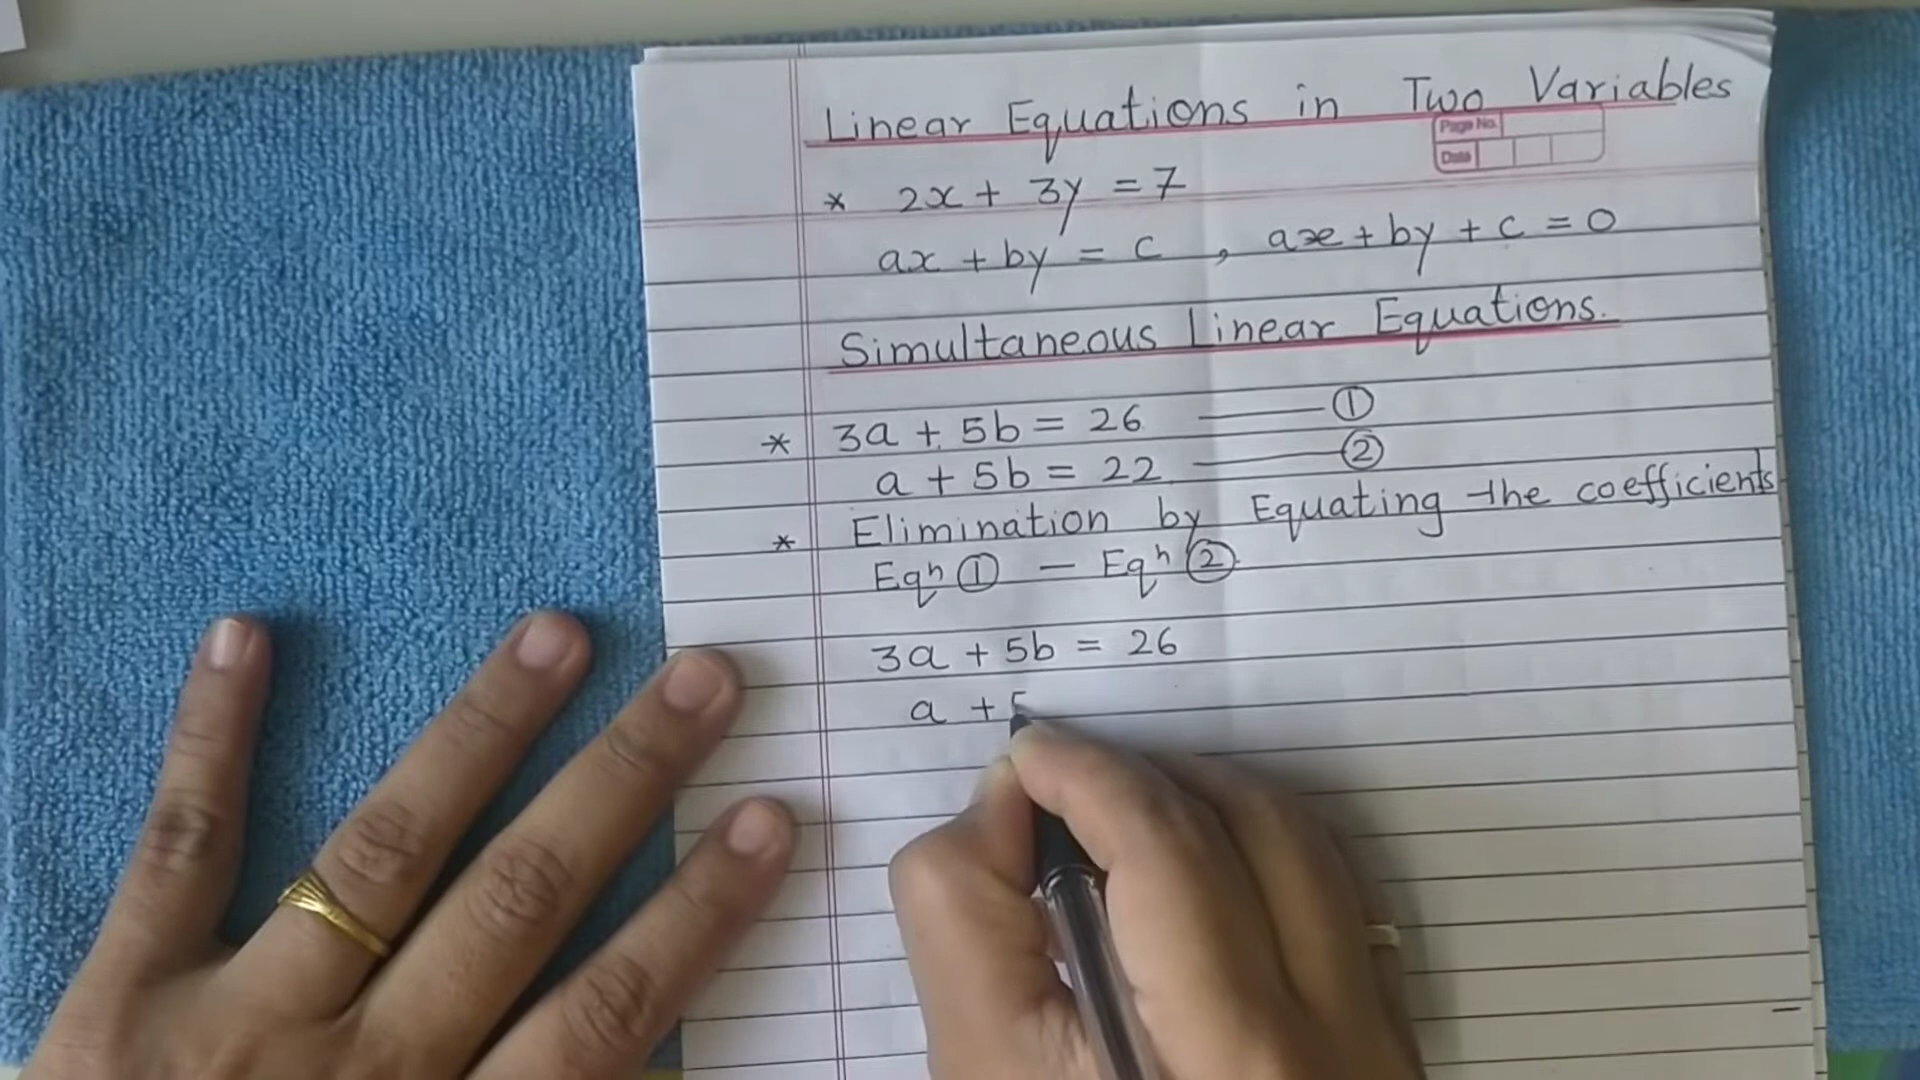 Linear Equations in Two Variables
Page No.
Date
* 2x + 3y = 7
ax + by = c , ax + by + c = 0
Simultaneous Linear Equations.
* 3a + 5b = 26 —— ①
a + 5b = 22 —— ②
* Elimination by Equating the coefficients
Eqⁿ ① — Eqⁿ ②
3a + 5b = 26
a + 5